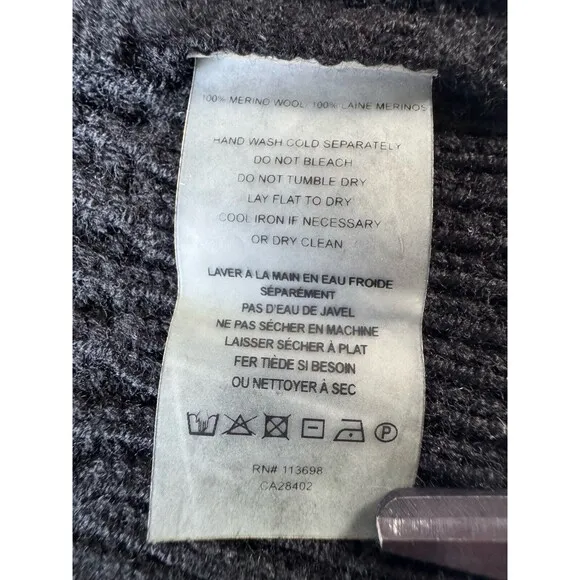 100% MERINO WOOL 100% LAINE MERINOS
HAND WASH COLD SEPARATELY
DO NOT BLEACH
DO NOT TUMBLE DRY
LAY FLAT TO DRY
COOL IRON IF NECESSARY
OR DRY CLEAN
LAVER A LA MAIN EN EAU FROIDE
SÉPARÉMENT
PAS D'EAU DE JAVEL
NE PAS SÉCHER EN MACHINE
LAISSER SÉCHER À PLAT
FER TIÈDE SI BESOIN
OU NETTOYER À SEC
P
RN# 113698
CA28402